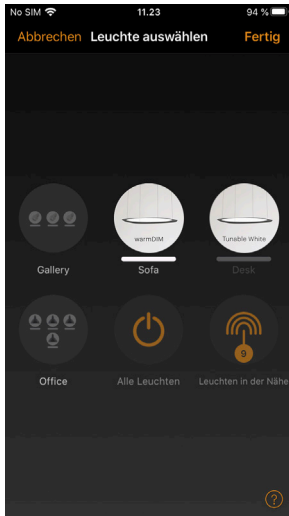 No SIM 11.23 94 %
Abbrechen Leuchte auswählen Fertig
warmDIM Tunable White
Gallery Sofa Desk
9
Office Alle Leuchten Leuchten in der Nähe
?